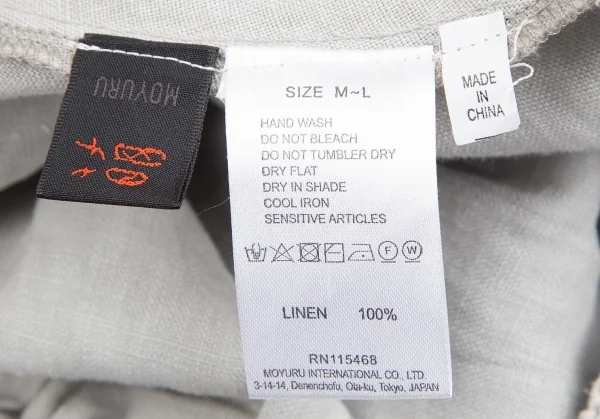 MOYURU
SIZE M~L
HAND WASH
DO NOT BLEACH
DO NOT TUMBLER DRY
DRY FLAT
DRY IN SHADE
COOL IRON
SENSITIVE ARTICLES
F W
LINEN 100%
RN115468
MOYURU INTERNATIONAL CO., LTD.
3-14-14, Denenchofu, Ota-ku, Tokyo, JAPAN
MADE
IN
CHINA